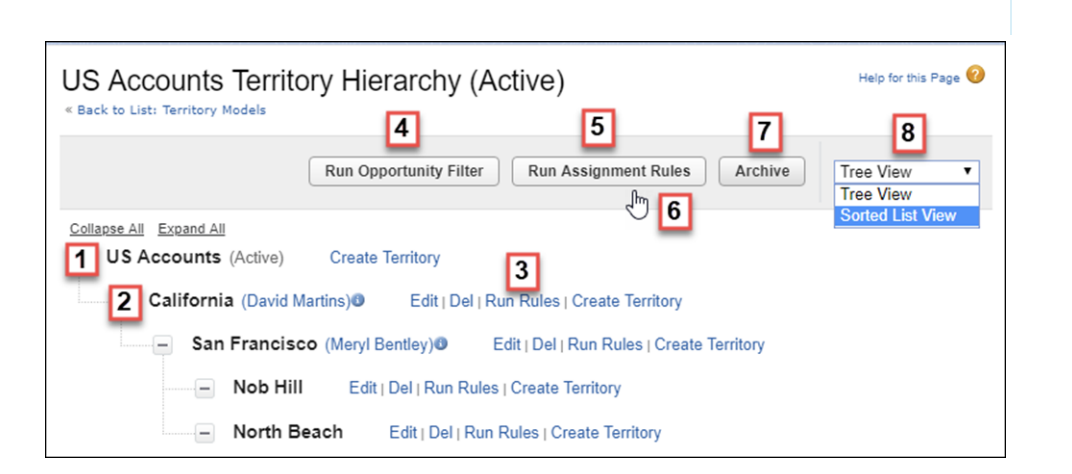 US Accounts Territory Hierarchy (Active)
Help for this Page ?
« Back to List: Territory Models
4 5 7 8
Run Opportunity Filter Run Assignment Rules Archive Tree View ▼
Tree View
6 Sorted List View
Collapse All Expand All
1 US Accounts (Active) Create Territory
3
2 California (David Martins) Edit | Del | Run Rules | Create Territory
San Francisco (Meryl Bentley) Edit | Del | Run Rules | Create Territory
Nob Hill Edit | Del | Run Rules | Create Territory
North Beach Edit | Del | Run Rules | Create Territory